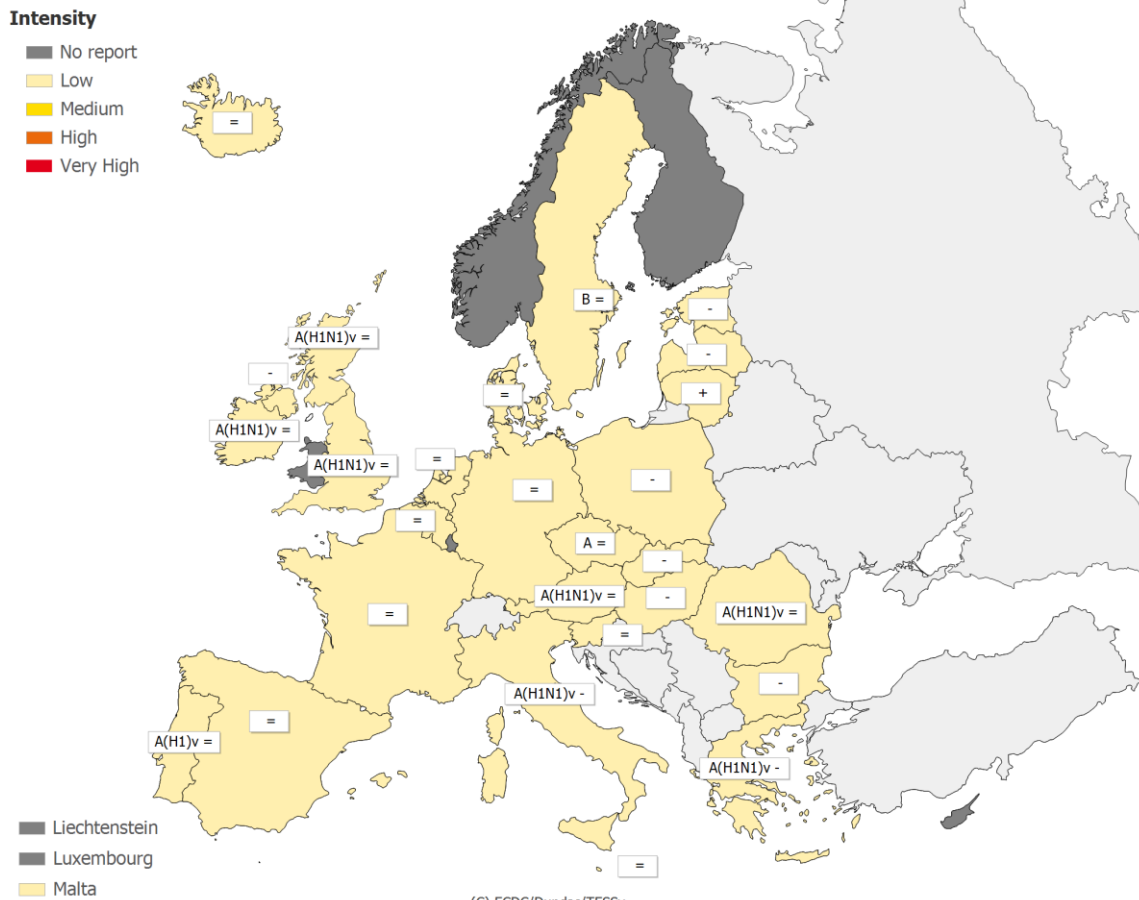 Intensity
No report
Low
Medium
High
Very High
=
B =
-
A(H1N1)v =
-
-
+
=
A(H1N1)v =
=
A(H1N1)v =
=
-
=
A =
-
A(H1N1)v =
-
=
A(H1N1)v =
=
-
A(H1N1)v -
=
A(H1)v =
A(H1N1)v -
Liechtenstein
Luxembourg
Malta
=